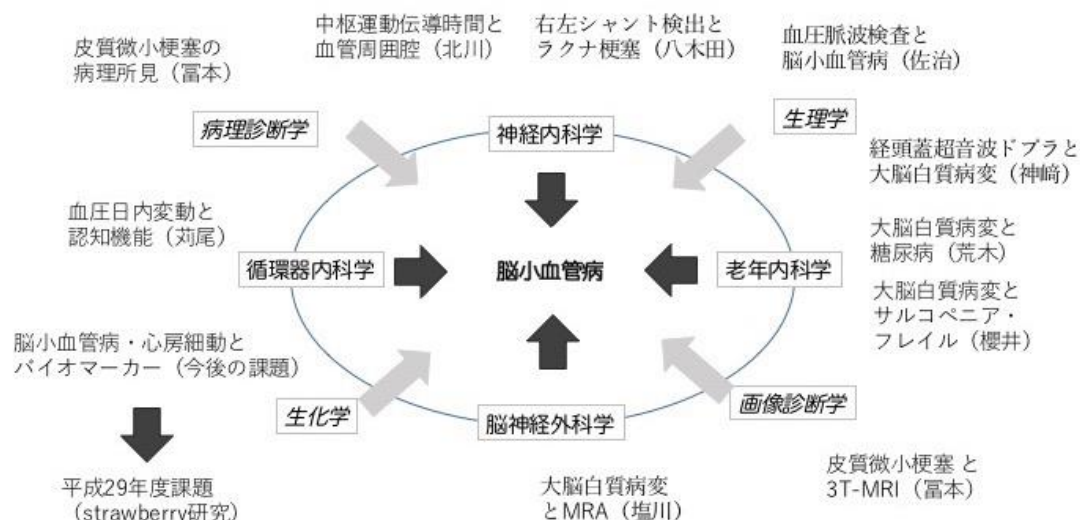 皮質微小梗塞の
病理所見（冨本）
中枢運動伝導時間と
血管周囲腔（北川）
右左シャント検出と
ラクナ梗塞（八木田）
血圧脈波検査と
脳小血管病（佐治）
病理診断学
神経内科学
生理学
経頭蓋超音波ドプラと
大脳白質病変（神﨑）
血圧日内変動と
認知機能（苅尾）
循環器内科学
脳小血管病
老年内科学
大脳白質病変と
糖尿病（荒木）
大脳白質病変と
サルコペニア・
フレイル（櫻井）
脳小血管病・心房細動と
バイオマーカー（今後の課題）
生化学
脳神経外科学
画像診断学
平成29年度課題
（strawberry研究）
大脳白質病変
とMRA（塩川）
皮質微小梗塞 と
3T-MRI（冨本）